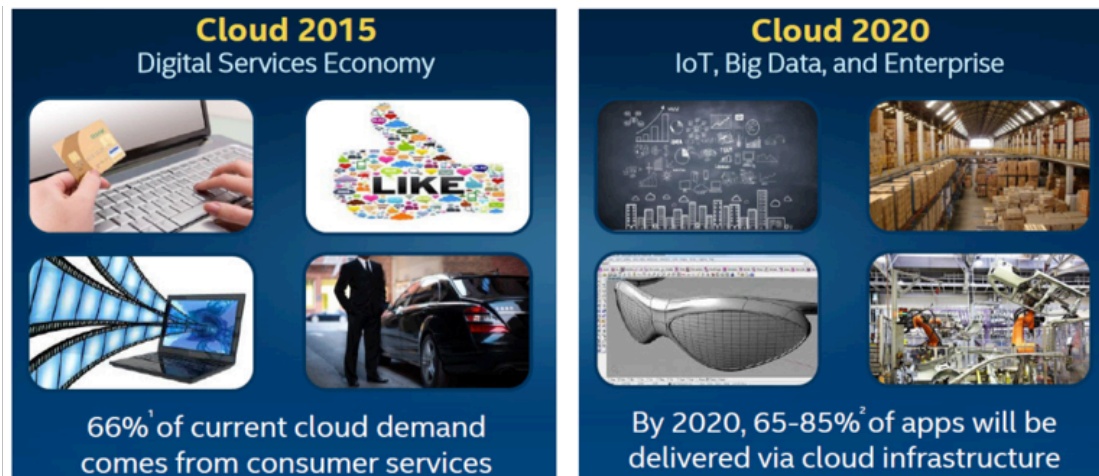 Cloud 2015
Digital Services Economy
LIKE
66%¹ of current cloud demand
comes from consumer services
Cloud 2020
IoT, Big Data, and Enterprise
By 2020, 65-85%² of apps will be
delivered via cloud infrastructure